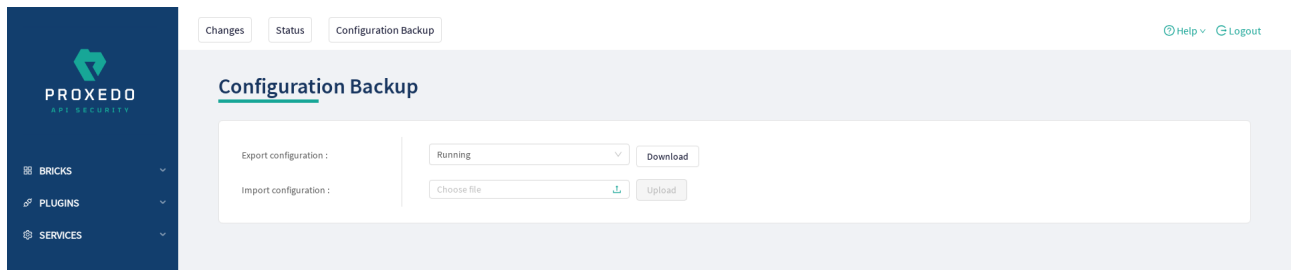 Changes Status Configuration Backup Help Logout
PROXEDO
API SECURITY
Configuration Backup
Export configuration : Running Download
Import configuration : Choose file Upload
BRICKS
PLUGINS
SERVICES